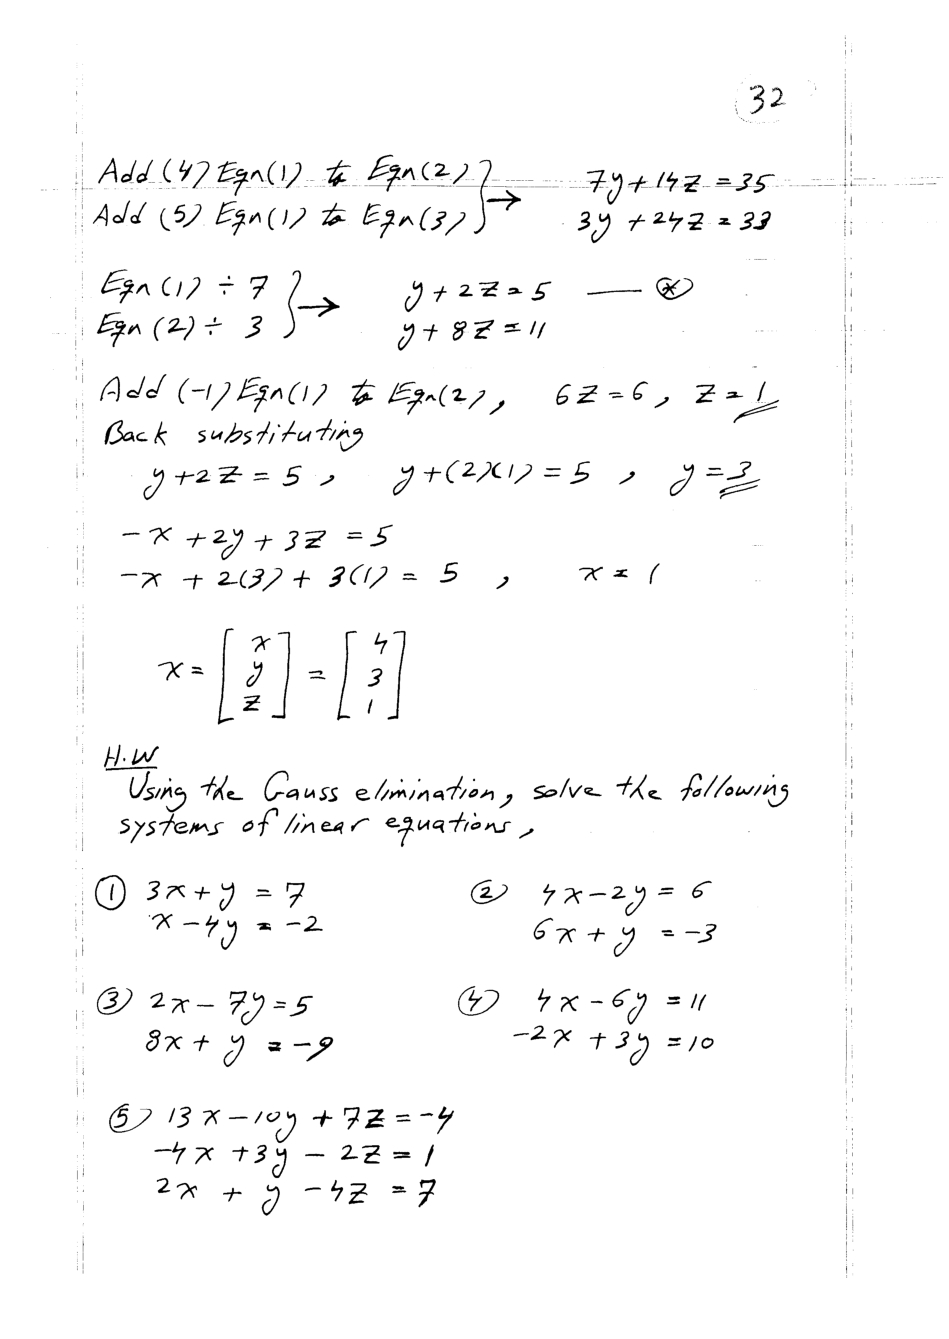 32
Add (4) Eqn(1) to Eqn(2) } → 7y + 14z = 35
Add (5) Eqn(1) to Eqn(3) } 3y + 24z = 33
Eqn (1) ÷ 7 } → y + 2z = 5 — ⊛
Eqn (2) ÷ 3 } y + 8z = 11
Add (-1) Eqn(1) to Eqn(2), 6z = 6, z = 1
Back substituting
y + 2z = 5, y + (2)(1) = 5, y = 3
-x + 2y + 3z = 5
-x + 2(3) + 3(1) = 5, x = 1
x = [x y z] = [4 3 1]
H.W
Using the Gauss elimination, solve the following
systems of linear equations,
① 3x + y = 7 ② 4x - 2y = 6
x - 4y = -2 6x + y = -3
③ 2x - 7y = 5 ④ 4x - 6y = 11
8x + y = -9 -2x + 3y = 10
⑤ 13x - 10y + 7z = -4
-4x + 3y - 2z = 1
2x + y - 4z = 7